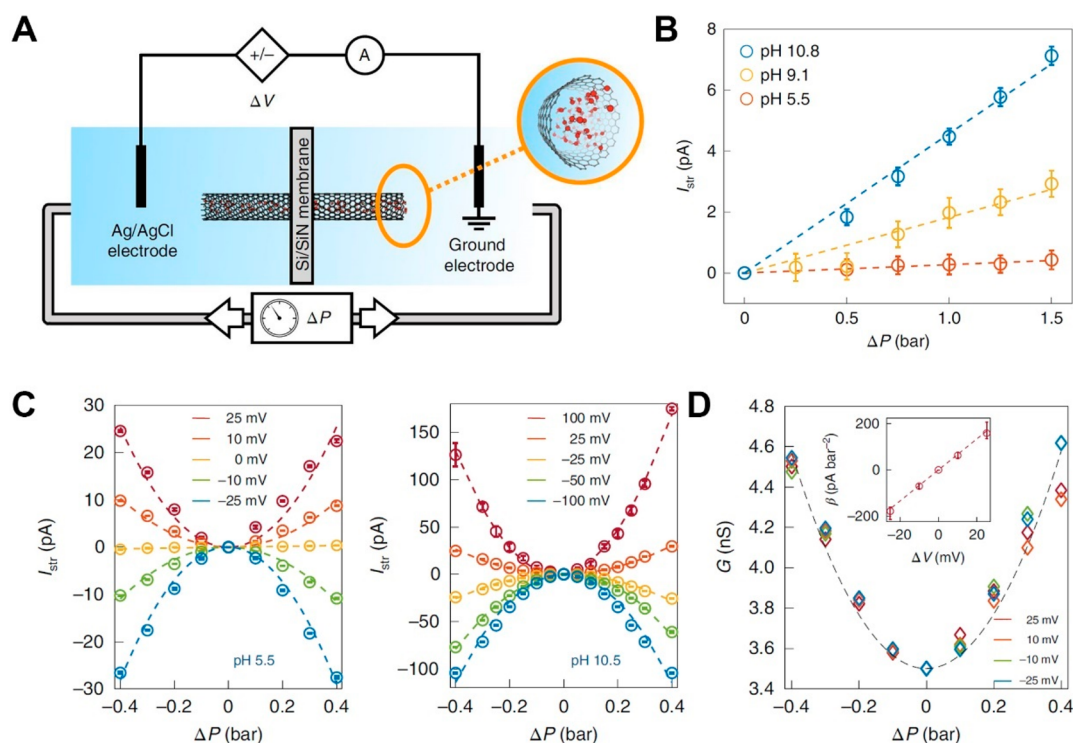 A
+/−
A
ΔV
Ag/AgCl
electrode
Si/SiN membrane
Ground
electrode
ΔP
B
8
6
4
2
0
I_str (pA)
pH 10.8
pH 9.1
pH 5.5
0
0.5
1.0
1.5
ΔP (bar)
C
30
20
10
0
−10
−20
−30
I_str (pA)
25 mV
10 mV
0 mV
−10 mV
−25 mV
pH 5.5
−0.4
−0.2
0
0.2
0.4
ΔP (bar)
150
125
100
75
50
25
0
−50
−100
I_str (pA)
100 mV
25 mV
−25 mV
−50 mV
−100 mV
pH 10.5
−0.4
−0.2
0
0.2
0.4
ΔP (bar)
D
4.8
4.6
4.4
4.2
4.0
3.8
3.6
3.4
G (nS)
200
0
−200
β (pA bar⁻²)
−20
0
20
ΔV (mV)
25 mV
10 mV
−10 mV
−25 mV
−0.4
−0.2
0
0.2
0.4
ΔP (bar)